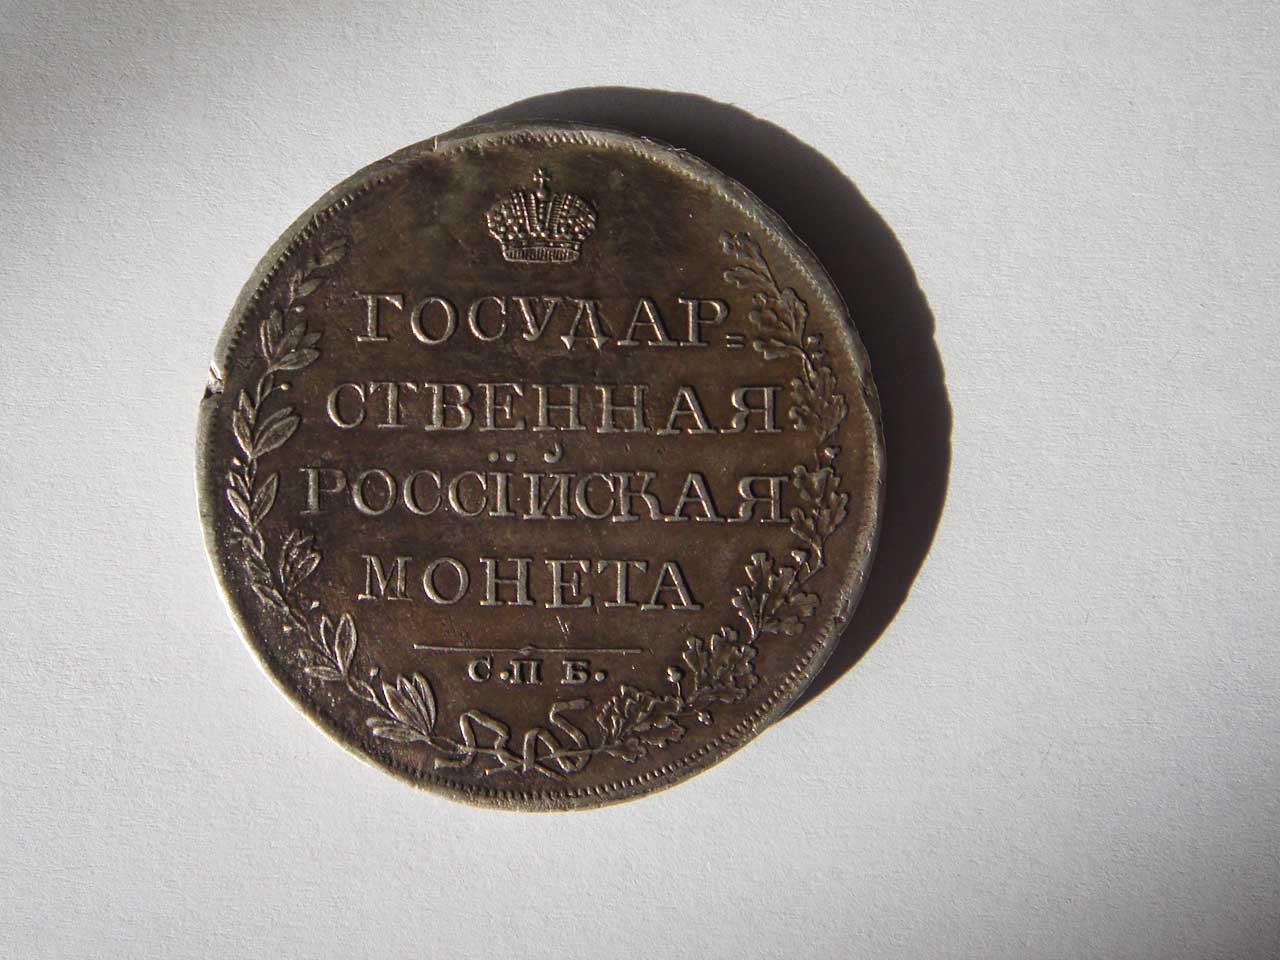 ГОСУДАР=
СТВЕННАЯ
РОССІЙСКАЯ
МОНЕТА
С.П Б.